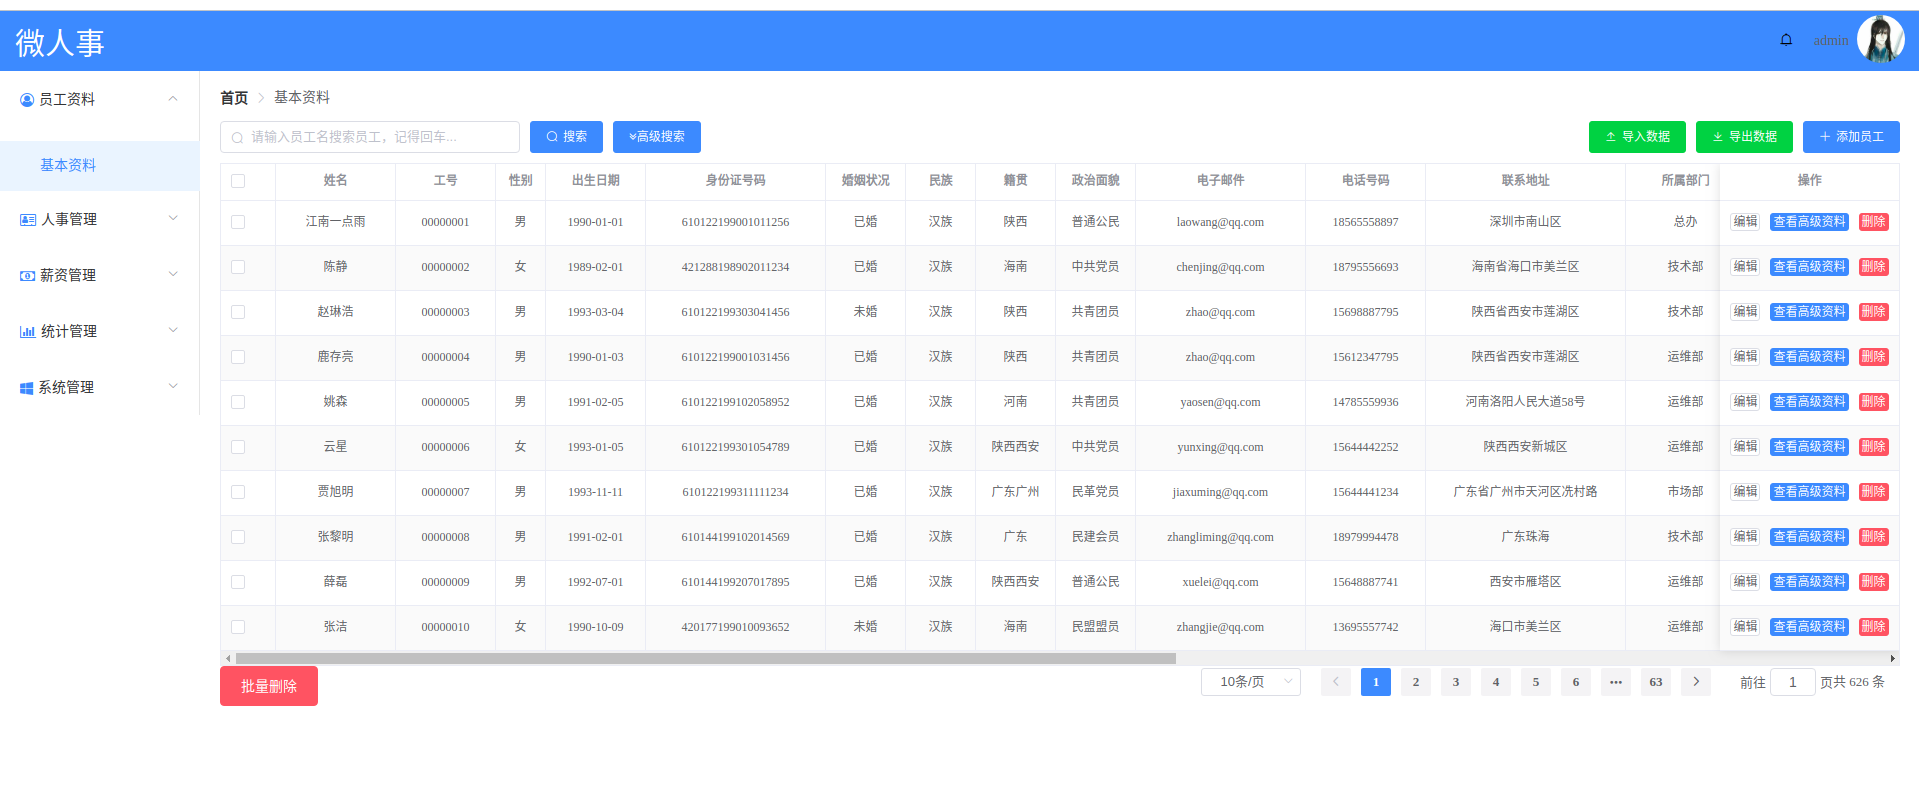 微人事
admin
员工资料
基本资料
人事管理
薪资管理
统计管理
系统管理
首页 基本资料
请输入员工名搜索员工，记得回车... 搜索 高级搜索 导入数据 导出数据 添加员工
姓名 工号 性别 出生日期 身份证号码 婚姻状况 民族 籍贯 政治面貌 电子邮件 电话号码 联系地址 所属部门 操作
江南一点雨 00000001 男 1990-01-01 610122199001011256 已婚 汉族 陕西 普通公民 laowang@qq.com 18565558897 深圳市南山区 总办 编辑 查看高级资料 删除
陈静 00000002 女 1989-02-01 421288198902011234 已婚 汉族 海南 中共党员 chenjing@qq.com 18795556693 海南省海口市美兰区 技术部 编辑 查看高级资料 删除
赵琳浩 00000003 男 1993-03-04 610122199303041456 未婚 汉族 陕西 共青团员 zhao@qq.com 15698887795 陕西省西安市莲湖区 技术部 编辑 查看高级资料 删除
鹿存亮 00000004 男 1990-01-03 610122199001031456 已婚 汉族 陕西 共青团员 zhao@qq.com 15612347795 陕西省西安市莲湖区 运维部 编辑 查看高级资料 删除
姚森 00000005 男 1991-02-05 610122199102058952 已婚 汉族 河南 共青团员 yaosen@qq.com 14785559936 河南洛阳人民大道58号 运维部 编辑 查看高级资料 删除
云星 00000006 女 1993-01-05 610122199301054789 已婚 汉族 陕西西安 中共党员 yunxing@qq.com 15644442252 陕西西安新城区 运维部 编辑 查看高级资料 删除
贾旭明 00000007 男 1993-11-11 610122199311111234 已婚 汉族 广东广州 民革党员 jiaxuming@qq.com 15644441234 广东省广州市天河区冼村路 市场部 编辑 查看高级资料 删除
张黎明 00000008 男 1991-02-01 610144199102014569 已婚 汉族 广东 民建会员 zhangliming@qq.com 18979994478 广东珠海 技术部 编辑 查看高级资料 删除
薛磊 00000009 男 1992-07-01 610144199207017895 已婚 汉族 陕西西安 普通公民 xuelei@qq.com 15648887741 西安市雁塔区 运维部 编辑 查看高级资料 删除
张洁 00000010 女 1990-10-09 420177199010093652 未婚 汉族 海南 民盟盟员 zhangjie@qq.com 13695557742 海口市美兰区 运维部 编辑 查看高级资料 删除
批量删除 10条/页 1 2 3 4 5 6 ••• 63 前往 1 页共 626 条